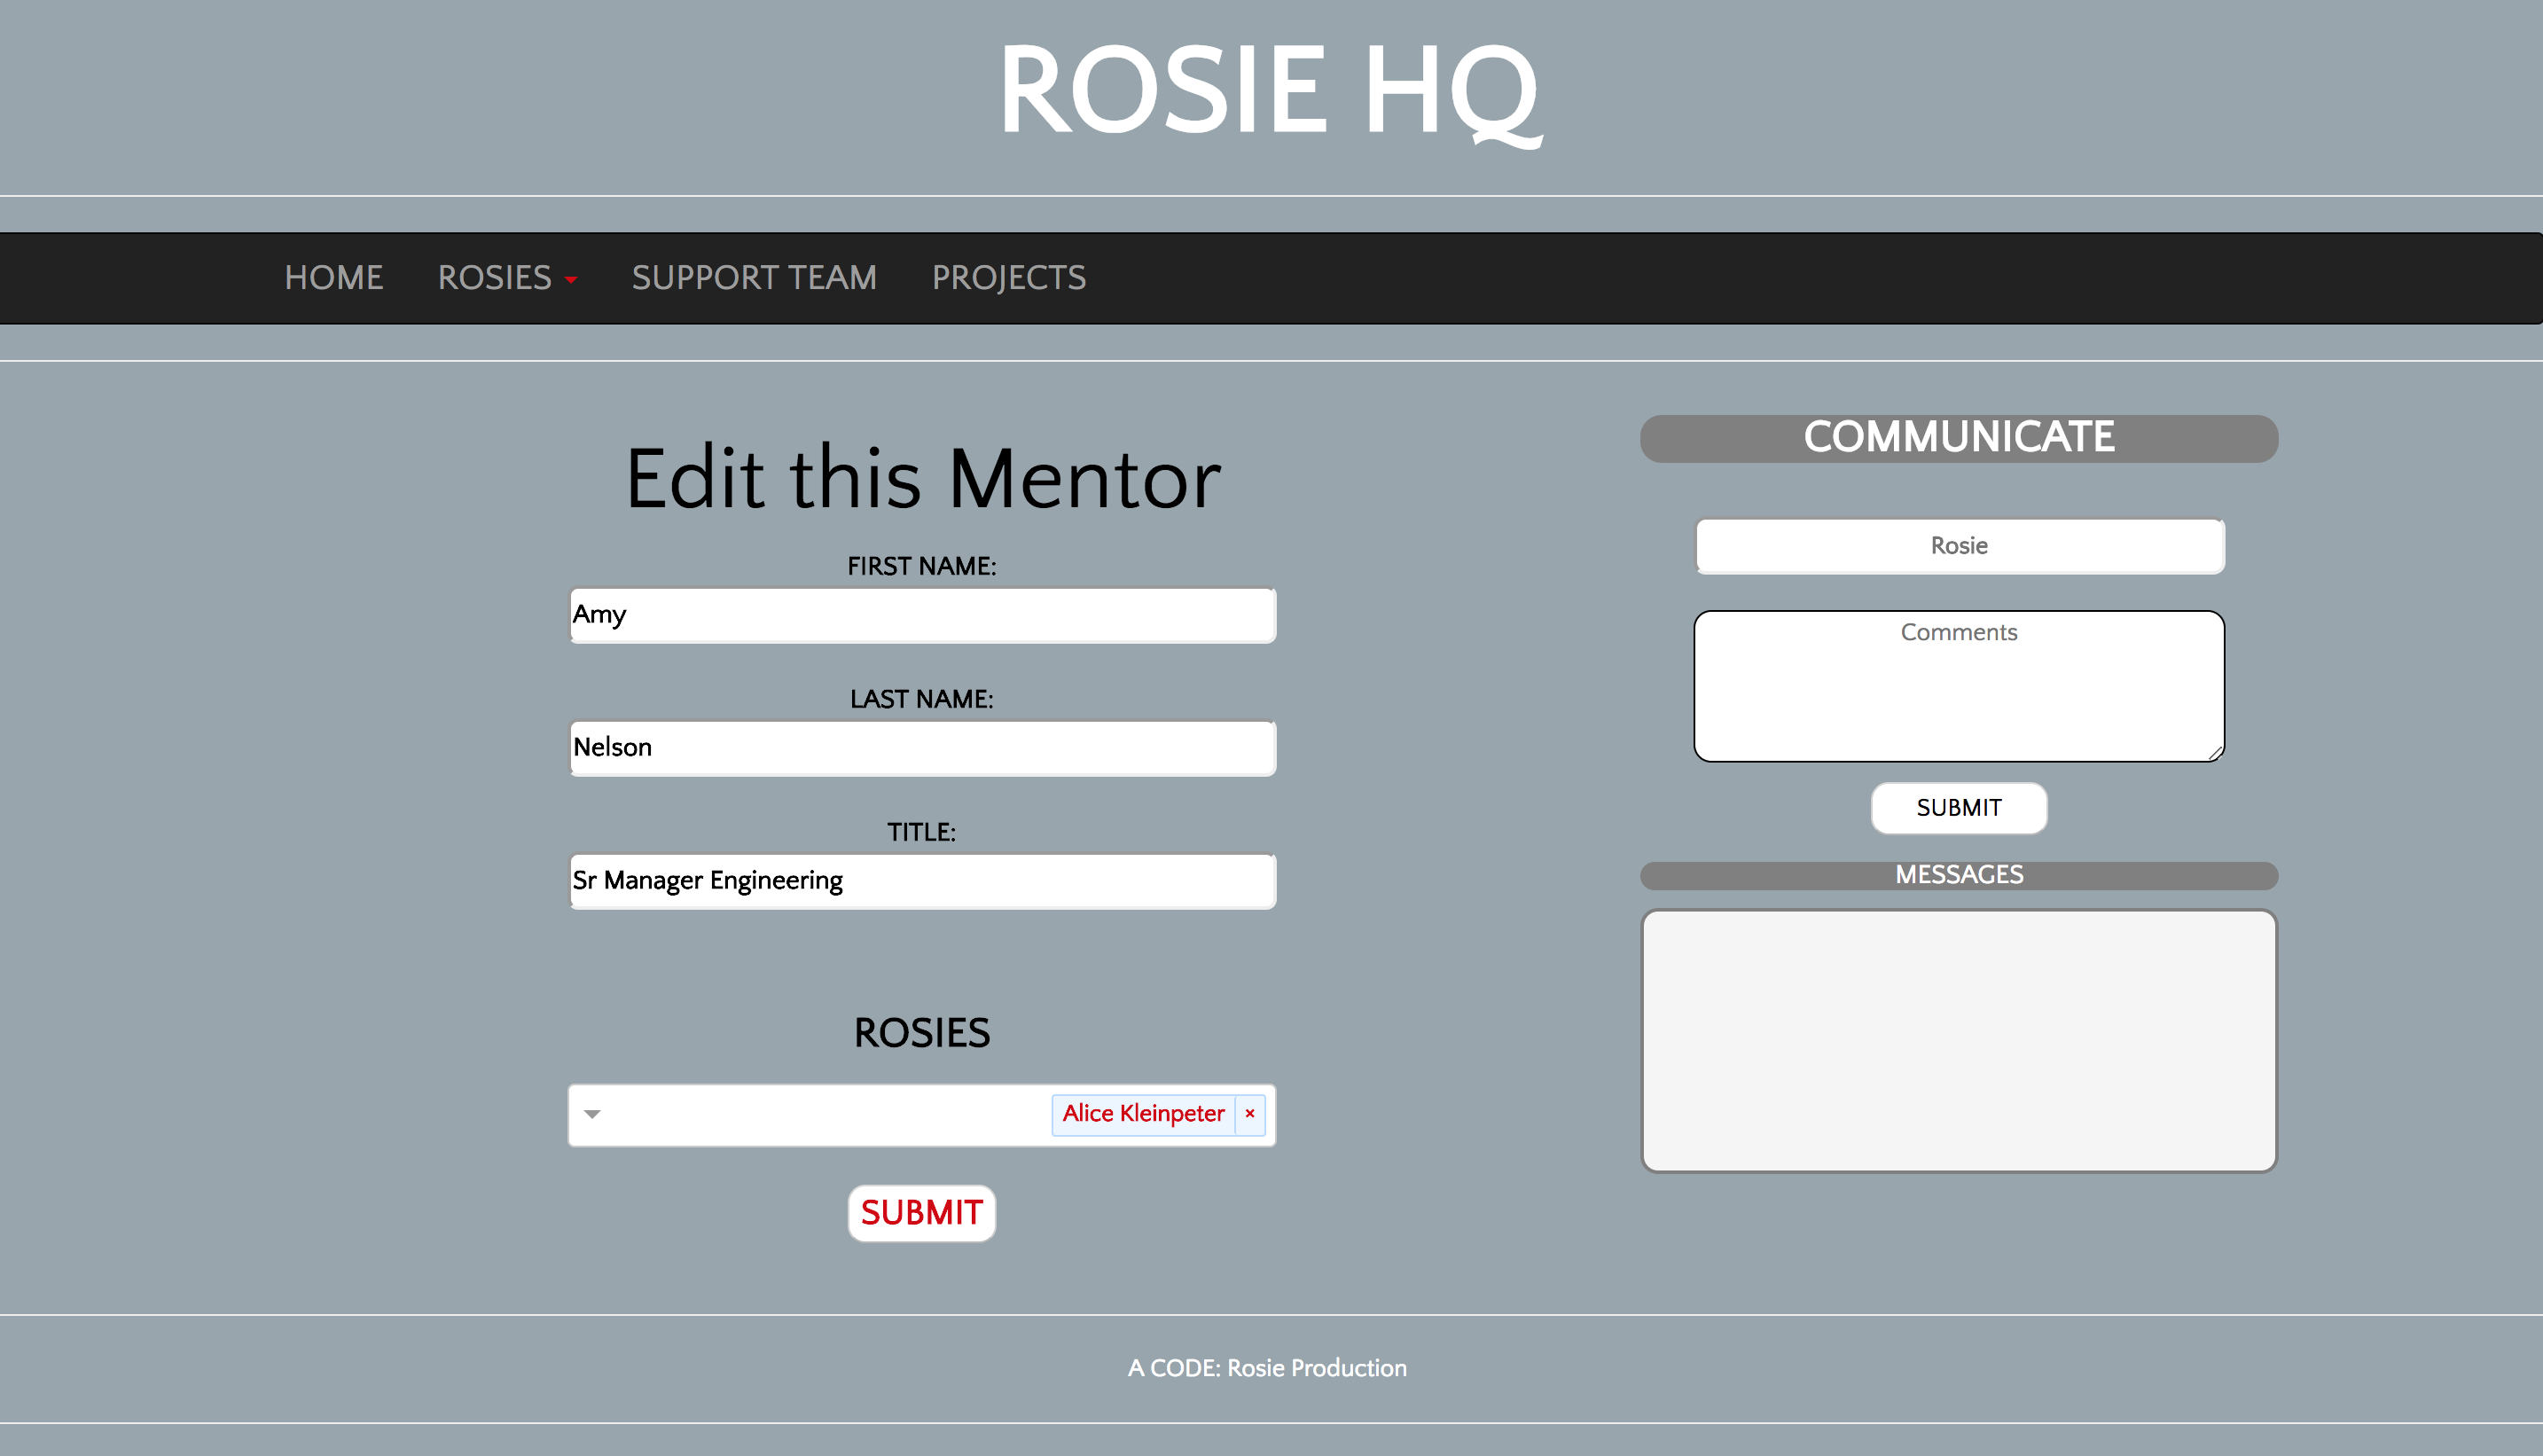 ROSIE HQ
HOME ROSIES SUPPORT TEAM PROJECTS
Edit this Mentor
FIRST NAME:
Amy
LAST NAME:
Nelson
TITLE:
Sr Manager Engineering
ROSIES
Alice Kleinpeter ×
SUBMIT
COMMUNICATE
Rosie
Comments
SUBMIT
MESSAGES
A CODE: Rosie Production